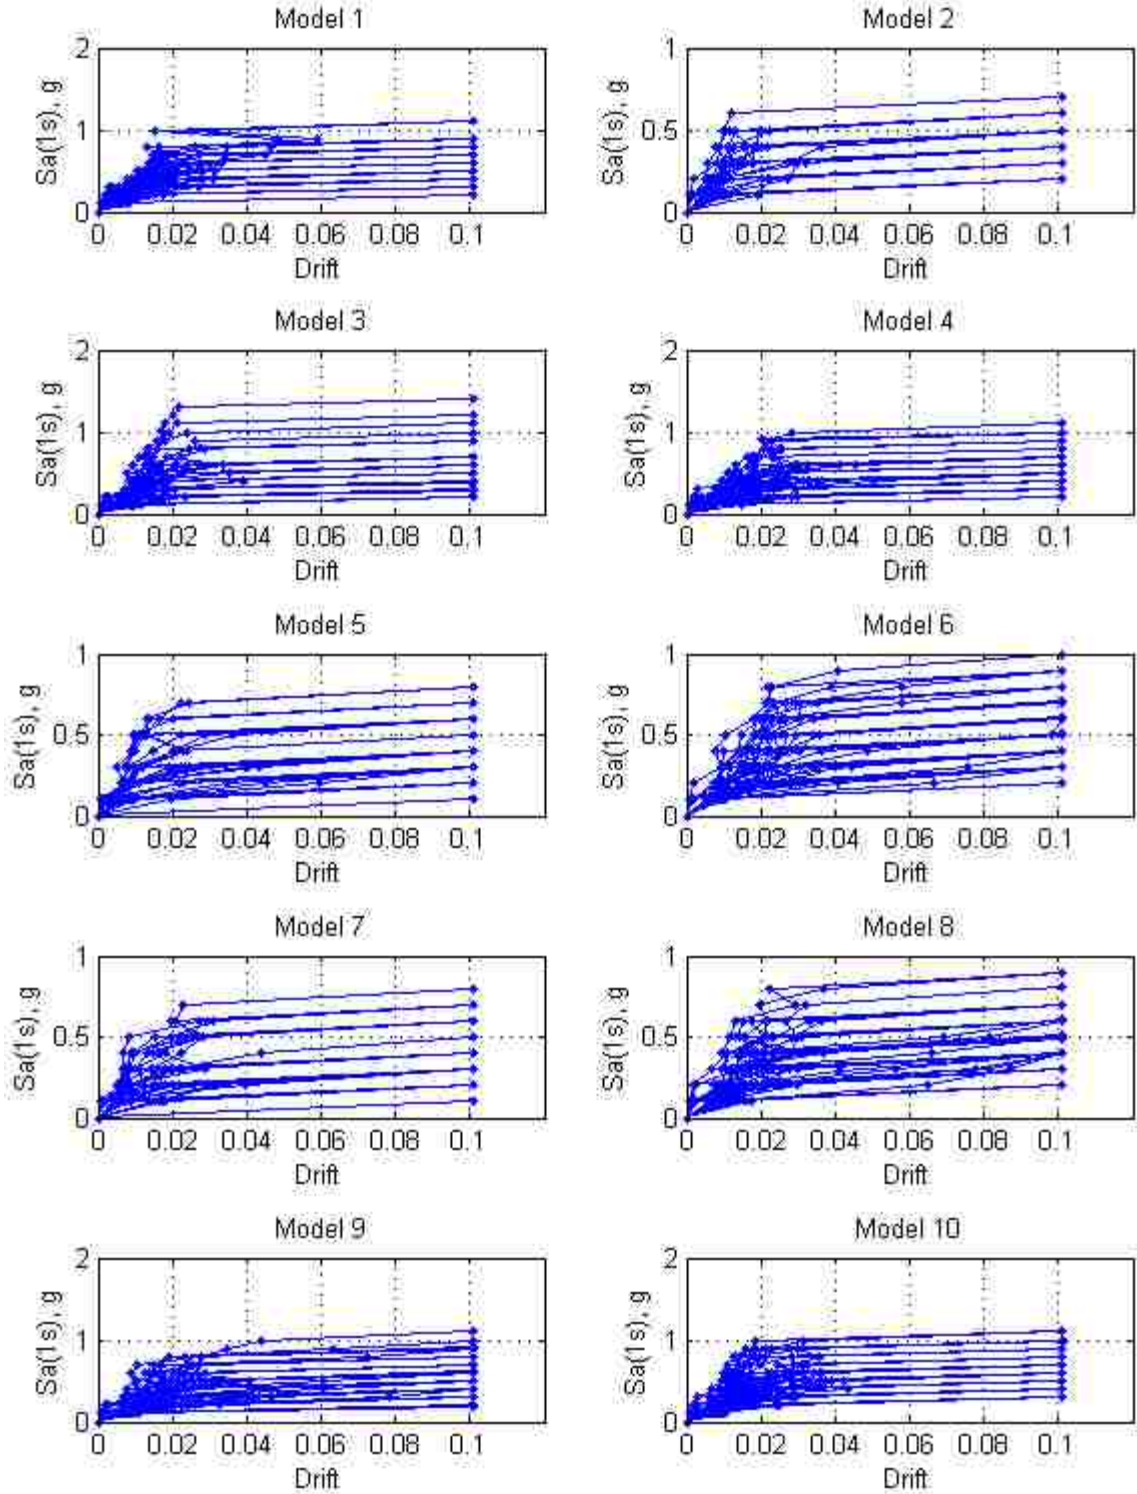 Model 1
2
1
0
Sa(1s), g
0 0.02 0.04 0.06 0.08 0.1
Drift
Model 2
1
0.5
0
Sa(1s), g
0 0.02 0.04 0.06 0.08 0.1
Drift
Model 3
2
1
0
Sa(1s), g
0 0.02 0.04 0.06 0.08 0.1
Drift
Model 4
2
1
0
Sa(1s), g
0 0.02 0.04 0.06 0.08 0.1
Drift
Model 5
1
0.5
0
Sa(1s), g
0 0.02 0.04 0.06 0.08 0.1
Drift
Model 6
1
0.5
0
Sa(1s), g
0 0.02 0.04 0.06 0.08 0.1
Drift
Model 7
1
0.5
0
Sa(1s), g
0 0.02 0.04 0.06 0.08 0.1
Drift
Model 8
1
0.5
0
Sa(1s), g
0 0.02 0.04 0.06 0.08 0.1
Drift
Model 9
2
1
0
Sa(1s), g
0 0.02 0.04 0.06 0.08 0.1
Drift
Model 10
2
1
0
Sa(1s), g
0 0.02 0.04 0.06 0.08 0.1
Drift